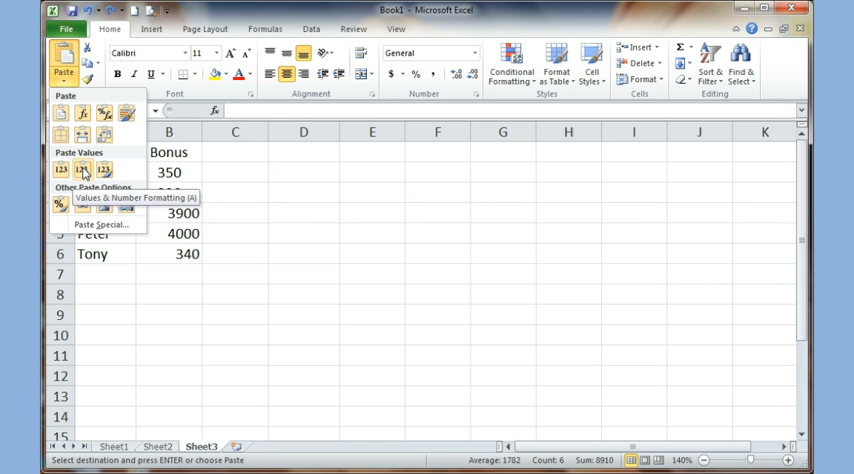 Book1 - Microsoft Excel
File Home Insert Page Layout Formulas Data Review View
Paste
Calibri 11
B I U A
General
$ % ,
Conditional Formatting
Format as Table
Cell Styles
Insert
Delete
Format
Sort & Filter
Find & Select
Font Alignment Number Styles Cells Editing
fx
Paste
Paste Values
123 123 123
Values & Number Formatting (A)
Other Paste Options
Paste Special...
B C D E F G H I J K
Bonus
350
3900
Peter 4000
6 Tony 340
7
8
9
10
11
12
13
14
15
Sheet1 Sheet2 Sheet3
Select destination and press ENTER or choose Paste Average: 1782 Count: 6 Sum: 8910 140%